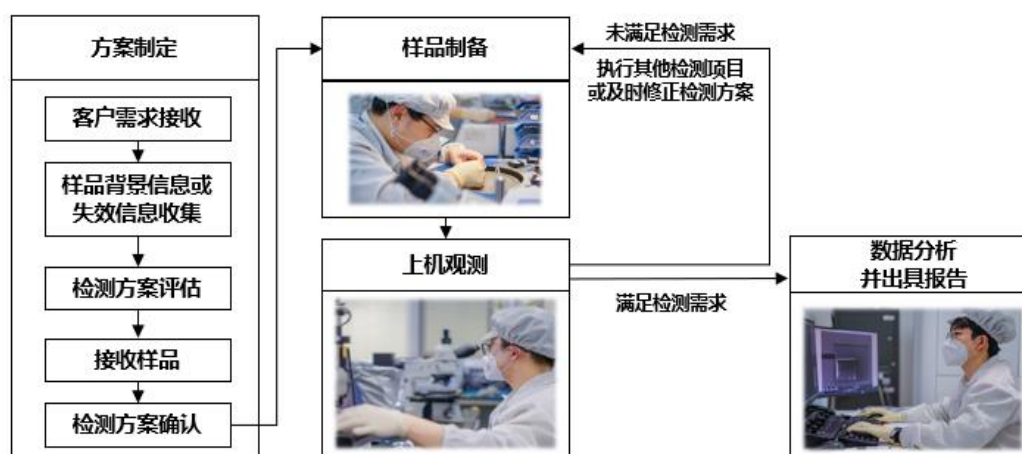 方案制定
客户需求接收
样品背景信息或
失效信息收集
检测方案评估
接收样品
检测方案确认
样品制备
未满足检测需求
执行其他检测项目
或及时修正检测方案
上机观测
满足检测需求
数据分析
并出具报告